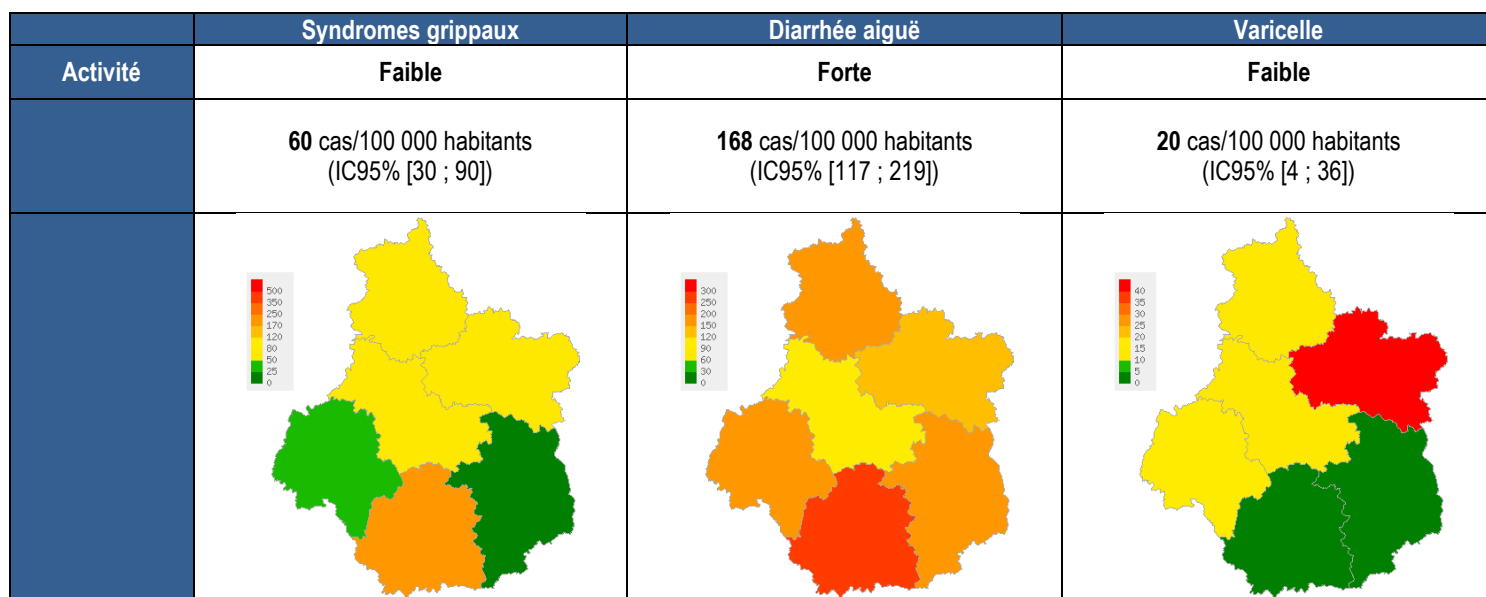 Syndromes grippaux
Diarrhée aiguë
Varicelle
Activité
Faible
Forte
Faible
60 cas/100 000 habitants
(IC95% [30 ; 90])
168 cas/100 000 habitants
(IC95% [117 ; 219])
20 cas/100 000 habitants
(IC95% [4 ; 36])
500
350
250
170
120
80
50
25
0
300
250
200
150
120
90
60
30
0
40
35
30
25
20
15
10
5
0